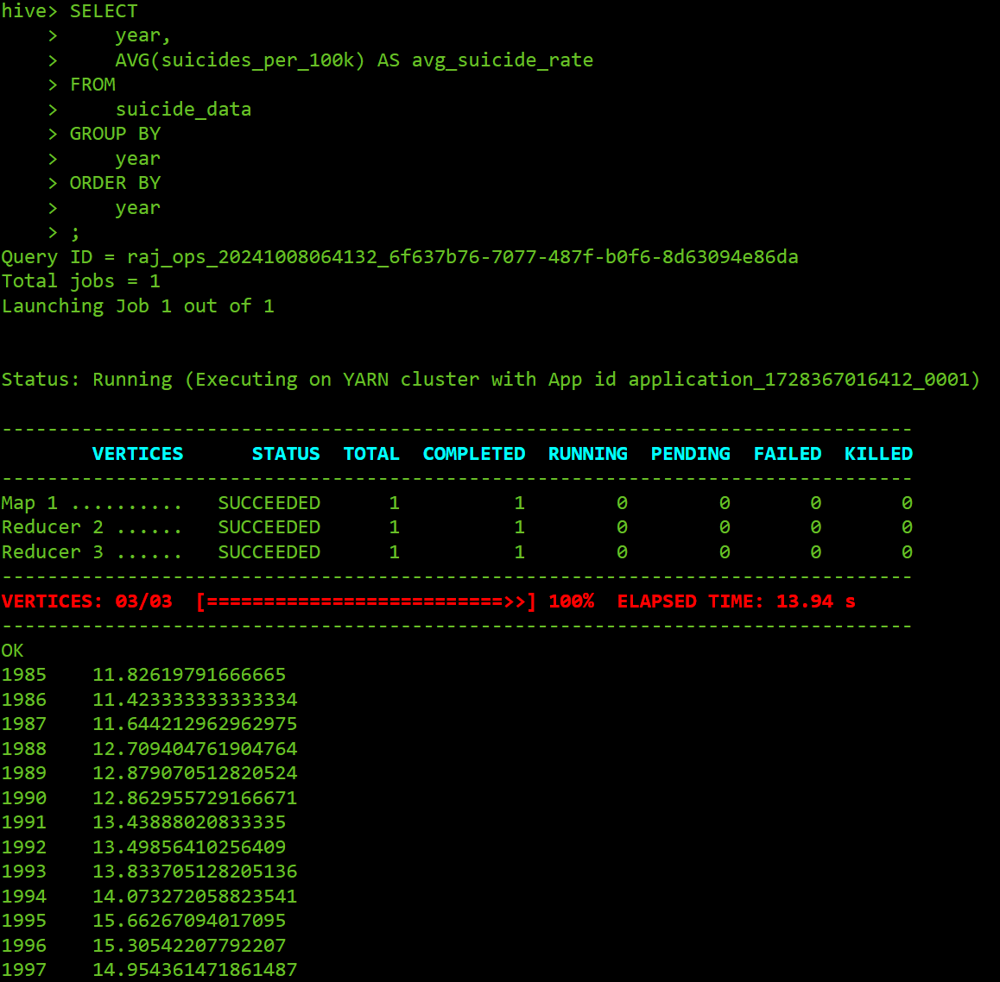 hive> SELECT
    >     year,
    >     AVG(suicides_per_100k) AS avg_suicide_rate
    > FROM
    >     suicide_data
    > GROUP BY
    >     year
    > ORDER BY
    >     year
    > ;
Query ID = raj_ops_20241008064132_6f637b76-7077-487f-b0f6-8d63094e86da
Total jobs = 1
Launching Job 1 out of 1
Status: Running (Executing on YARN cluster with App id application_1728367016412_0001)
--------------------------------------------------------------------------------
        VERTICES      STATUS  TOTAL  COMPLETED  RUNNING  PENDING  FAILED  KILLED
--------------------------------------------------------------------------------
Map 1 ..........   SUCCEEDED      1          1        0        0       0       0
Reducer 2 ......   SUCCEEDED      1          1        0        0       0       0
Reducer 3 ......   SUCCEEDED      1          1        0        0       0       0
--------------------------------------------------------------------------------
VERTICES: 03/03  [==========================>>] 100%  ELAPSED TIME: 13.94 s
--------------------------------------------------------------------------------
OK
1985    11.82619791666665
1986    11.423333333333334
1987    11.644212962962975
1988    12.709404761904764
1989    12.879070512820524
1990    12.862955729166671
1991    13.43888020833335
1992    13.49856410256409
1993    13.833705128205136
1994    14.073272058823541
1995    15.66267094017095
1996    15.30542207792207
1997    14.954361471861487